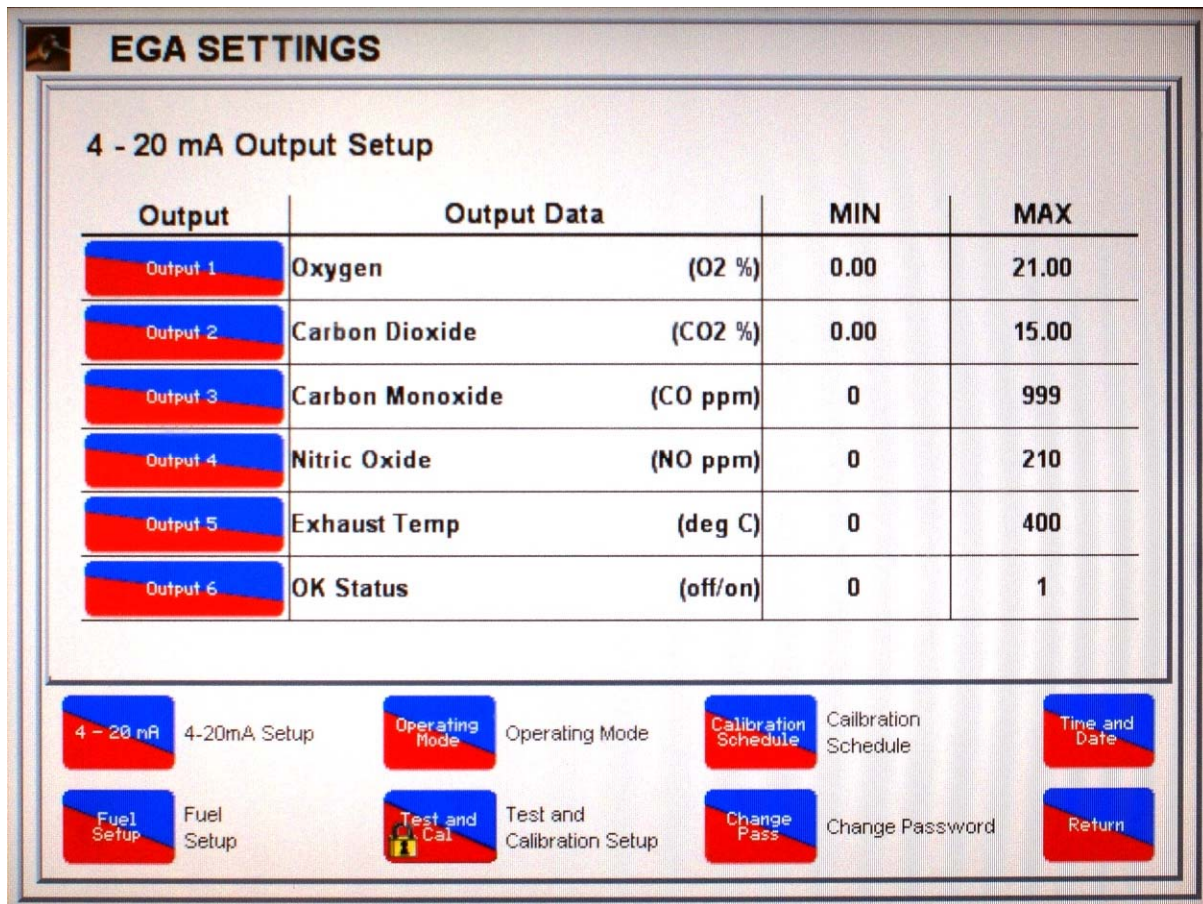 EGA SETTINGS
4 - 20 mA Output Setup
Output Output Data MIN MAX
Output 1 Oxygen (O2 %) 0.00 21.00
Output 2 Carbon Dioxide (CO2 %) 0.00 15.00
Output 3 Carbon Monoxide (CO ppm) 0 999
Output 4 Nitric Oxide (NO ppm) 0 210
Output 5 Exhaust Temp (deg C) 0 400
Output 6 OK Status (off/on) 0 1
4 - 20 mA
4-20mA Setup
Operating
Mode
Operating Mode
Calibration
Schedule
Cailbration
Schedule
Time and
Date
Fuel
Setup
Fuel
Setup
Test and
Cal
Test and
Calibration Setup
Change
Pass
Change Password
Return